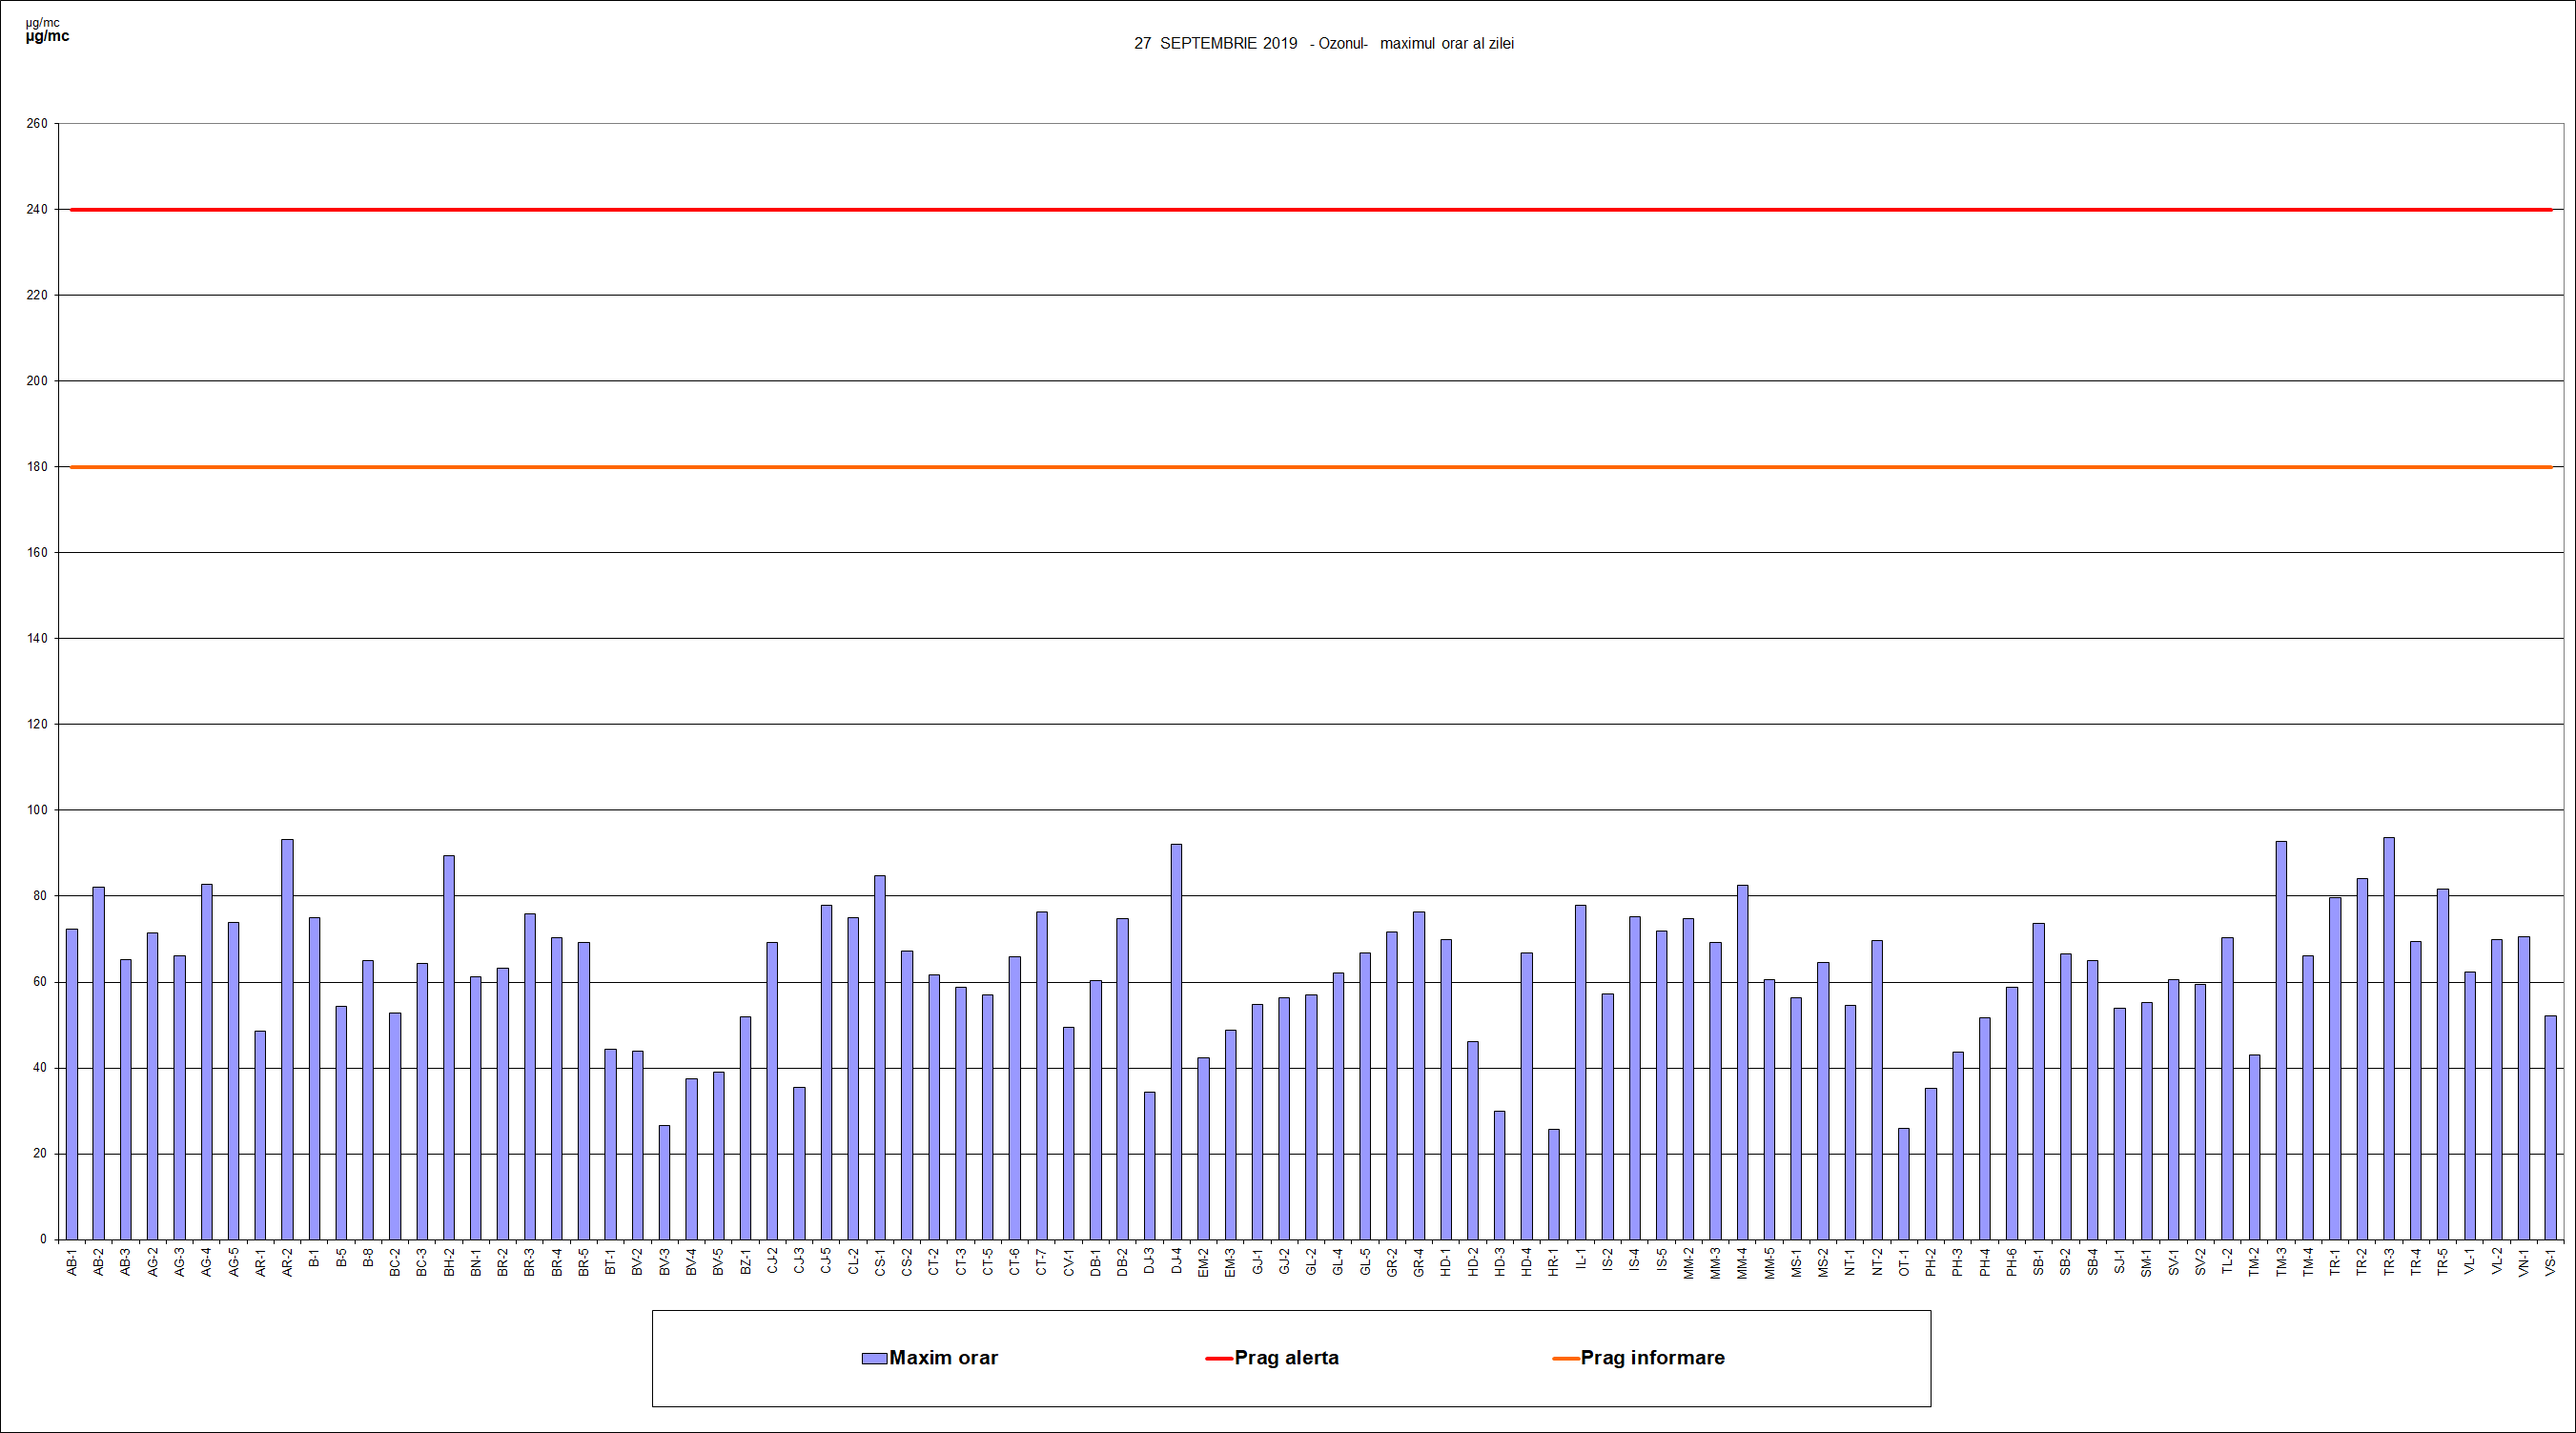 µg/mc
µg/mc
27 SEPTEMBRIE 2019 - Ozonul- maximul orar al zilei
260
240
220
200
180
160
140
120
100
80
60
40
20
0
AB-1 AB-2 AB-3 AG-2 AG-3 AG-4 AG-5 AR-1 AR-2 B-1 B-5 B-8 BC-2 BC-3 BH-2 BN-1 BR-2 BR-3 BR-4 BR-5 BT-1 BV-2 BV-3 BV-4 BV-5 BZ-1 CJ-2 CJ-3 CJ-5 CL-2 CS-1 CS-2 CT-2 CT-3 CT-5 CT-6 CT-7 CV-1 DB-1 DB-2 DJ-3 DJ-4 EM-2 EM-3 GJ-1 GJ-2 GL-2 GL-4 GL-5 GR-2 GR-4 HD-1 HD-2 HD-3 HD-4 HR-1 IL-1 IS-2 IS-4 IS-5 MM-2 MM-3 MM-4 MM-5 MS-1 MS-2 NT-1 NT-2 OT-1 PH-2 PH-3 PH-4 PH-6 SB-1 SB-2 SB-4 SJ-1 SM-1 SV-1 SV-2 TL-2 TM-2 TM-3 TM-4 TR-1 TR-2 TR-3 TR-4 TR-5 VL-1 VL-2 VN-1 VS-1
Maxim orar Prag alerta Prag informare